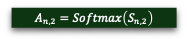 A_{n,2} = Softmax(S_{n,2})